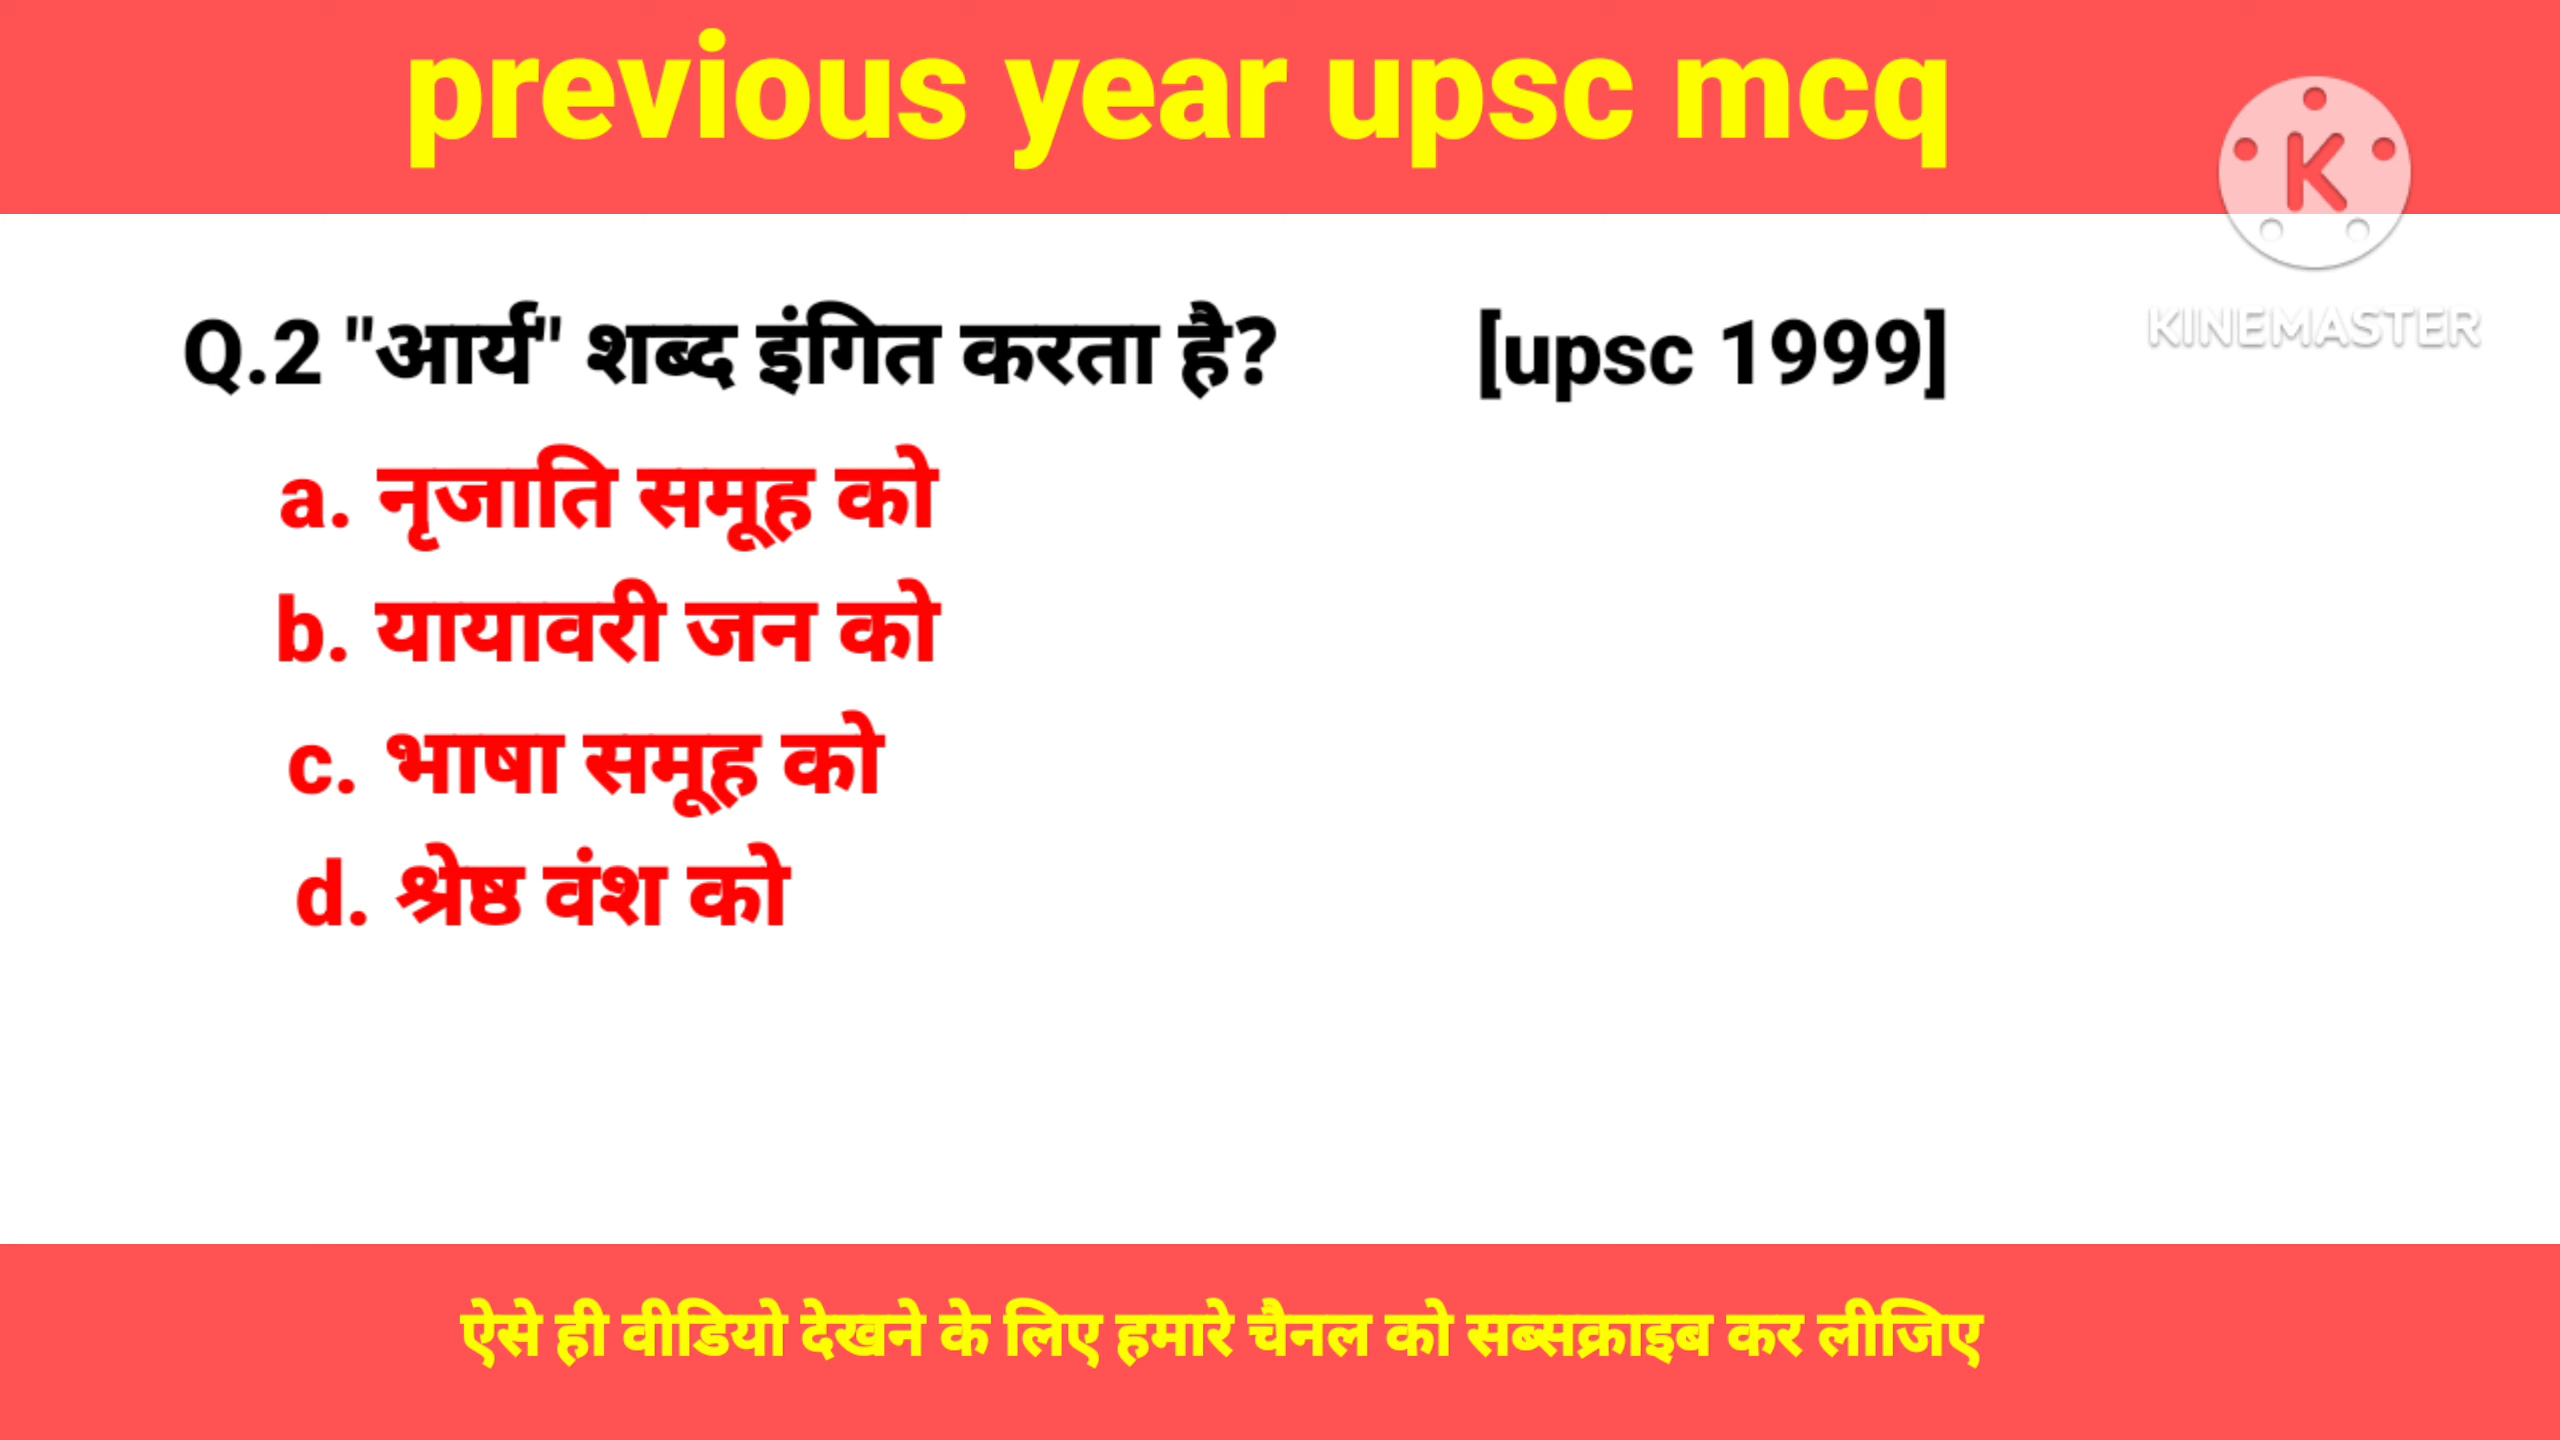 previous year upsc mcq
K
KINEMASTER
Q.2 "आर्य" शब्द इंगित करता है? [upsc 1999]
a. नृजाति समूह को
b. यायावरी जन को
c. भाषा समूह को
d. श्रेष्ठ वंश को
ऐसे ही वीडियो देखने के लिए हमारे चैनल को सब्सक्राइब कर लीजिए